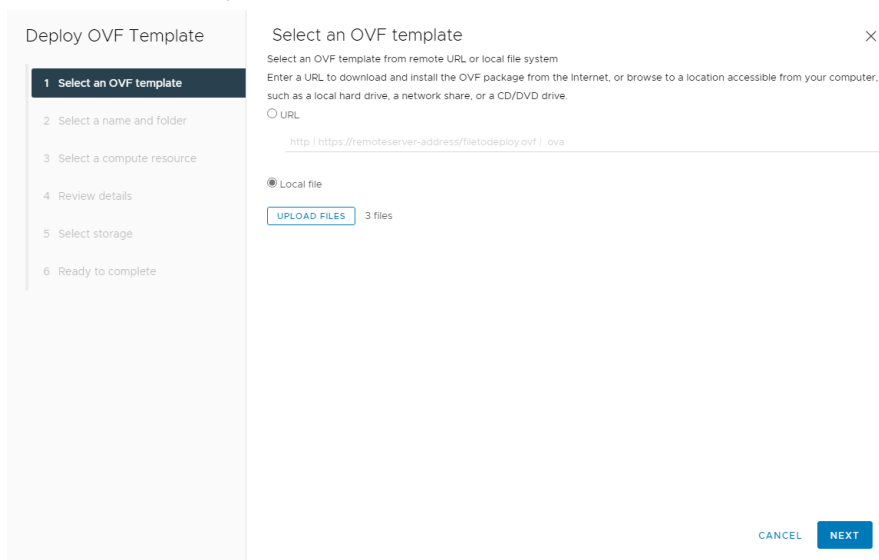 Deploy OVF Template
1 Select an OVF template
2 Select a name and folder
3 Select a compute resource
4 Review details
5 Select storage
6 Ready to complete
Select an OVF template
Select an OVF template from remote URL or local file system
Enter a URL to download and install the OVF package from the Internet, or browse to a location accessible from your computer,
such as a local hard drive, a network share, or a CD/DVD drive.
URL
http | https://remoteserver-address/filetodeploy.ovf | .ova
Local file
UPLOAD FILES 3 files
CANCEL NEXT